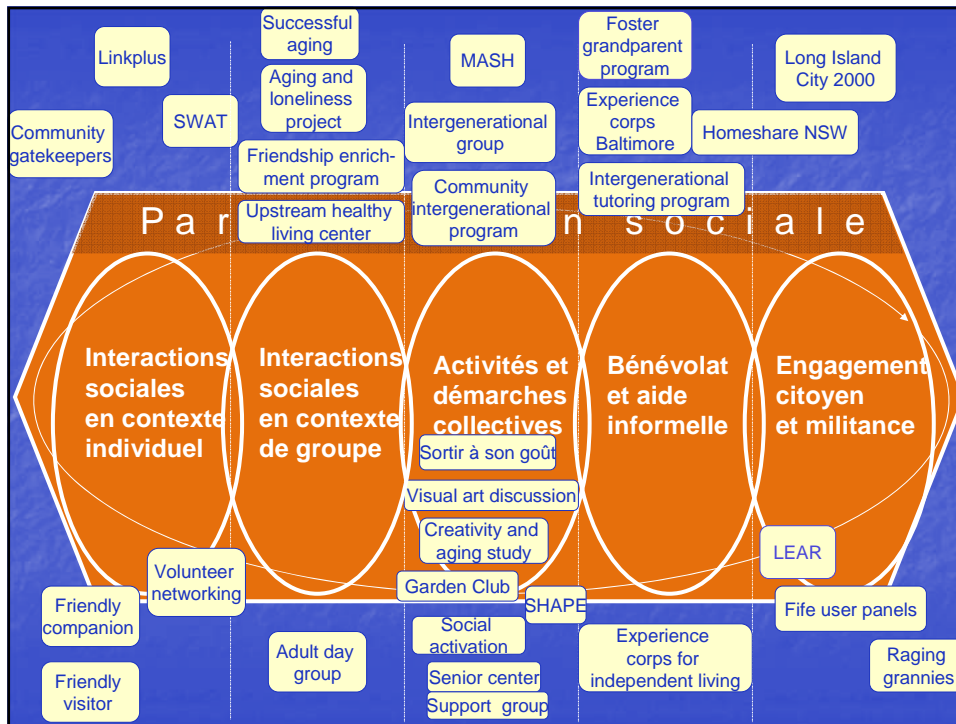 Linkplus
Community
gatekeepers
SWAT
Successful
aging
Aging and
loneliness
project
Friendship enrich-
ment program
Upstream healthy
living center
MASH
Intergenerational
group
Community
intergenerational
program
Foster
grandparent
program
Experience
corps
Baltimore
Intergenerational
tutoring program
Homeshare NSW
Long Island
City 2000
Par n sociale
Interactions
sociales
en contexte
individuel
Interactions
sociales
en contexte
de groupe
Activités et
démarches
collectives
Bénévolat
et aide
informelle
Engagement
citoyen
et militance
Sortir à son goût
Visual art discussion
Creativity and
aging study
Garden Club
SHAPE
Social
activation
Senior center
Support group
Volunteer
networking
Friendly
companion
Friendly
visitor
Adult day
group
Experience
corps for
independent living
LEAR
Fife user panels
Raging
grannies